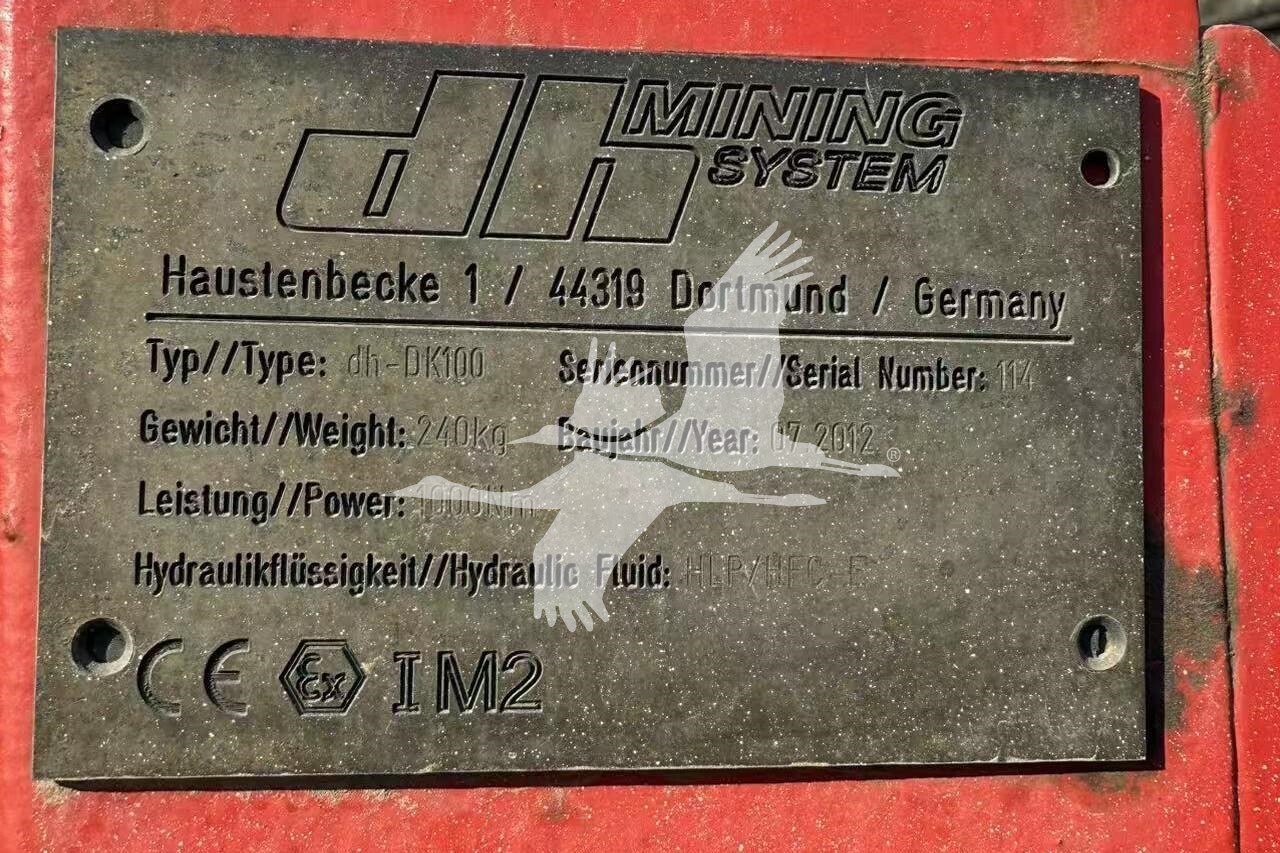 dh MINING
SYSTEM
Haustenbecke 1 / 44319 Dortmund / Germany
Typ//Type: dh-DK100 Seriennummer//Serial Number: 114
Gewicht//Weight: 240kg Baujahr//Year: 07.2012
Leistung//Power: 1000Nm
Hydraulikflüssigkeit//Hydraulic Fluid: HLP/HFC-E
CE Ex I M2
®